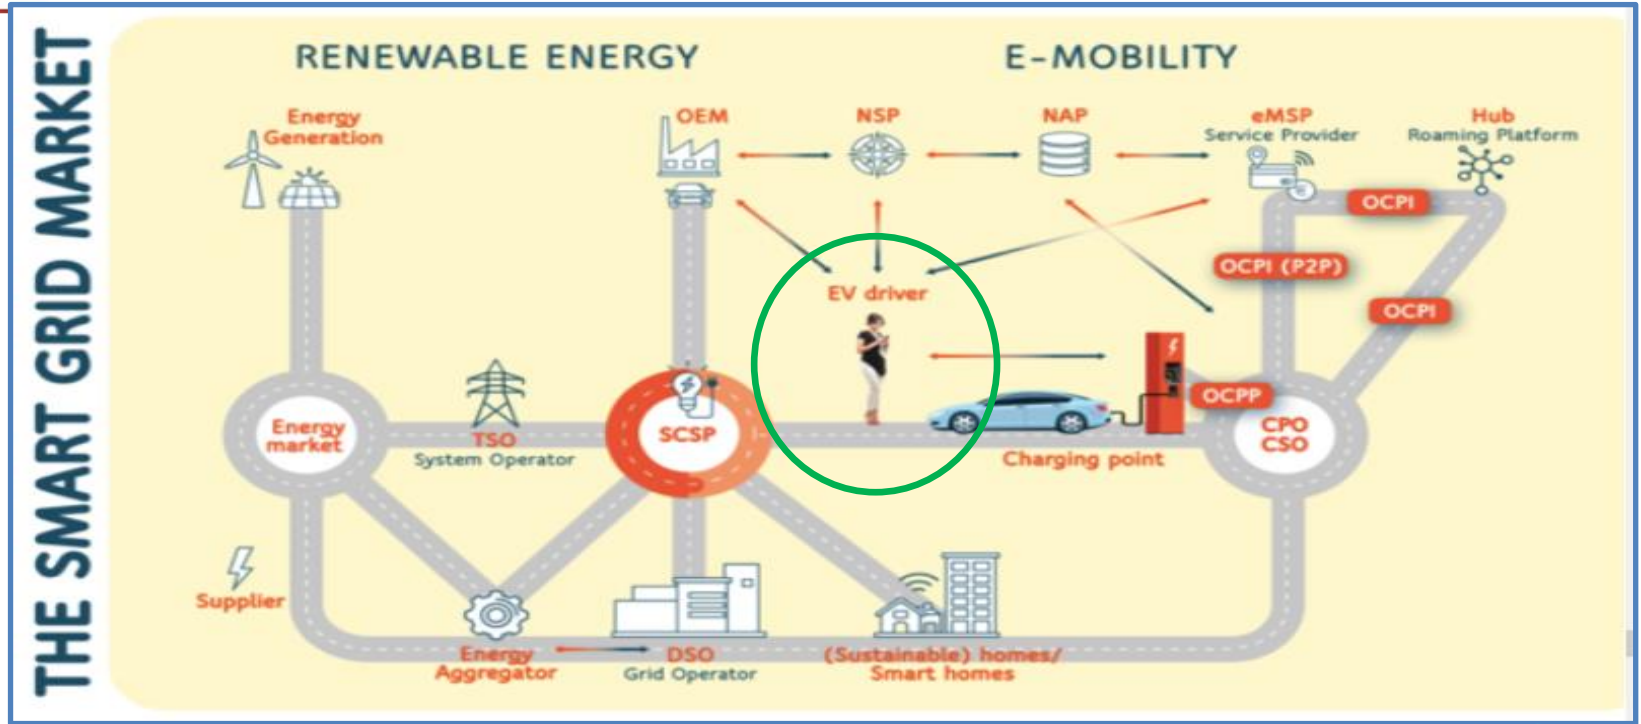 THE SMART GRID MARKET
RENEWABLE ENERGY
E-MOBILITY
Energy
Generation
OEM
NSP
NAP
eMSP
Service Provider
Hub
Roaming Platform
OCPI
OCPI (P2P)
OCPI
EV driver
OCPP
Energy
market
TSO
System Operator
SCSP
Charging point
CPO
CSO
Supplier
Energy
Aggregator
DSO
Grid Operator
(Sustainable) homes/
Smart homes